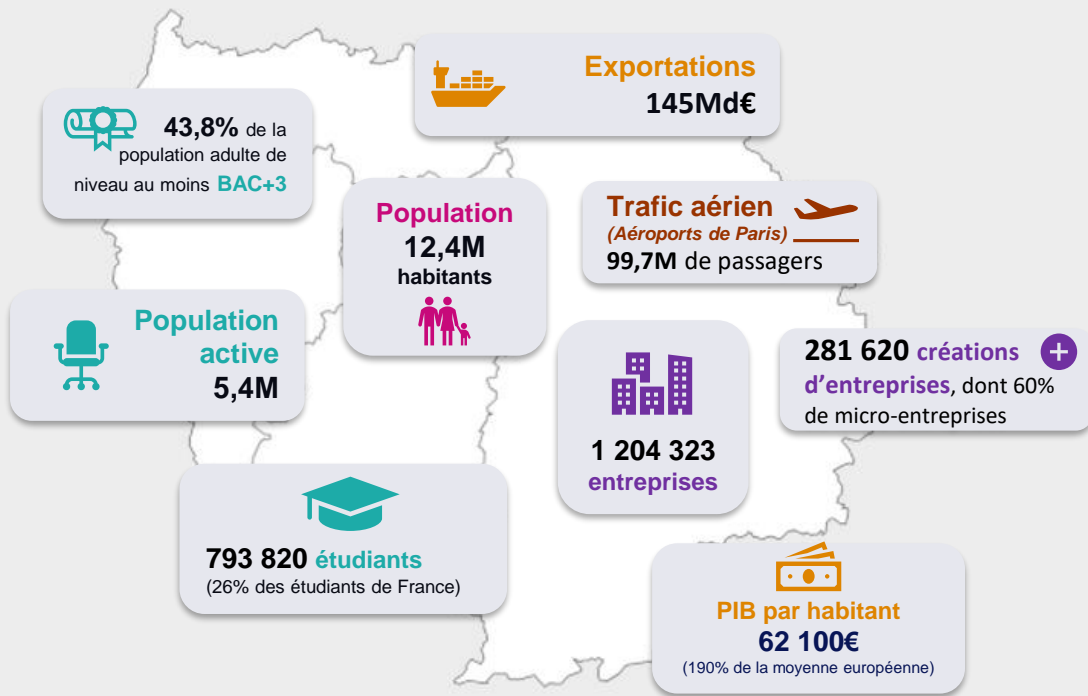 Exportations
145Md€
43,8% de la
population adulte de
niveau au moins BAC+3
Population
12,4M
habitants
Trafic aérien
(Aéroports de Paris)
99,7M de passagers
Population
active
5,4M
281 620 créations
d’entreprises, dont 60%
de micro-entreprises
1 204 323
entreprises
793 820 étudiants
(26% des étudiants de France)
PIB par habitant
62 100€
(190% de la moyenne européenne)